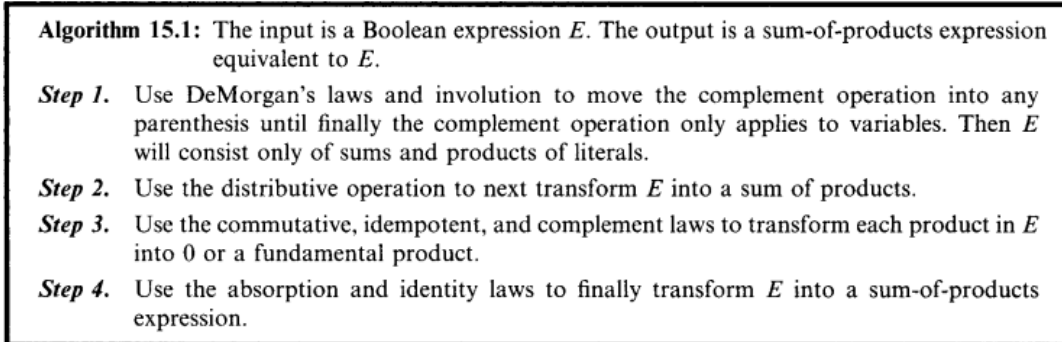 Algorithm 15.1: The input is a Boolean expression E. The output is a sum-of-products expression
equivalent to E.
Step 1. Use DeMorgan's laws and involution to move the complement operation into any
parenthesis until finally the complement operation only applies to variables. Then E
will consist only of sums and products of literals.
Step 2. Use the distributive operation to next transform E into a sum of products.
Step 3. Use the commutative, idempotent, and complement laws to transform each product in E
into 0 or a fundamental product.
Step 4. Use the absorption and identity laws to finally transform E into a sum-of-products
expression.